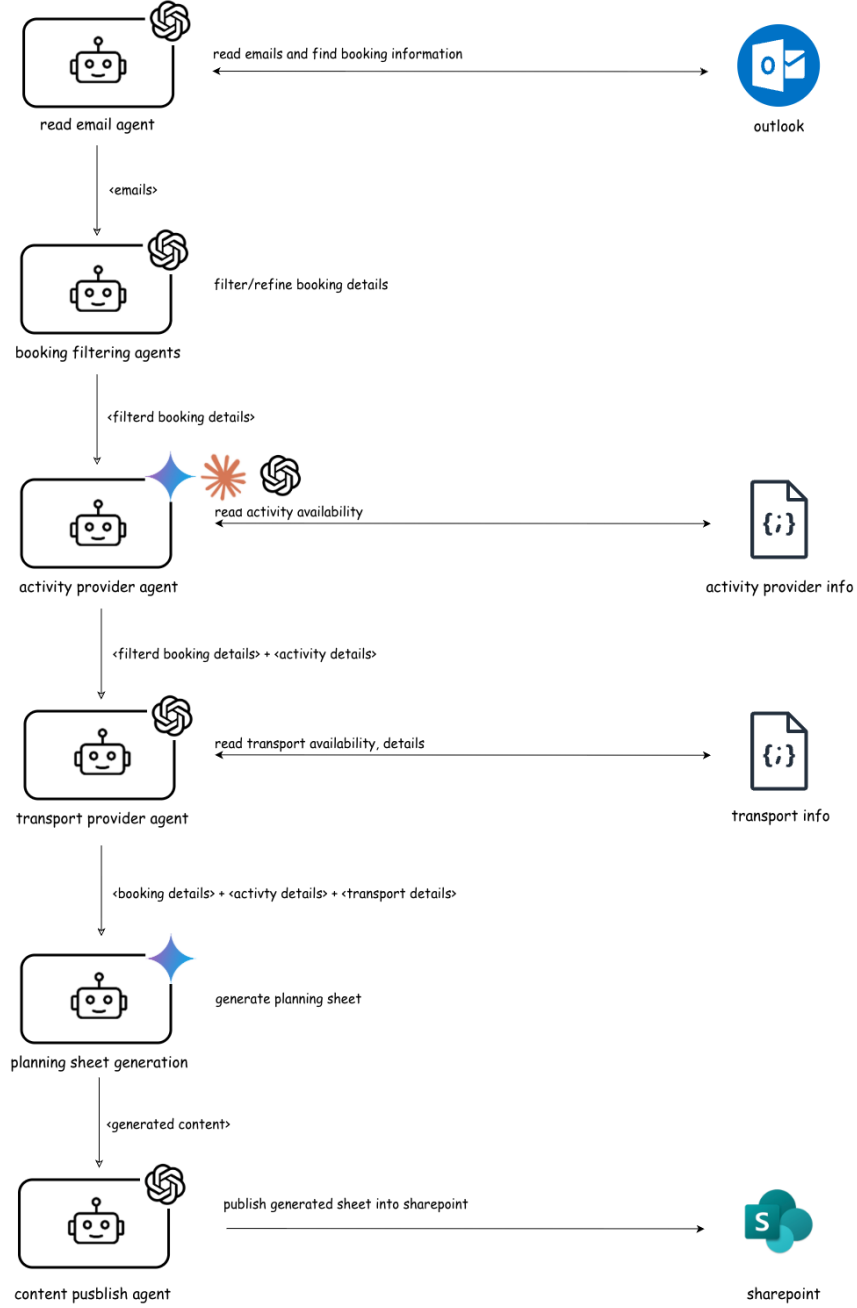 read emails and find booking information
read email agent
outlook
<emails>
filter/refine booking details
booking filtering agents
<filterd booking details>
read activity availability
{;}
activity provider agent
activity provider info
<filterd booking details> + <activity details>
read transport availability, details
{;}
transport provider agent
transport info
<booking details> + <activty details> + <transport details>
generate planning sheet
planning sheet generation
<generated content>
publish generated sheet into sharepoint
S
content pusblish agent
sharepoint